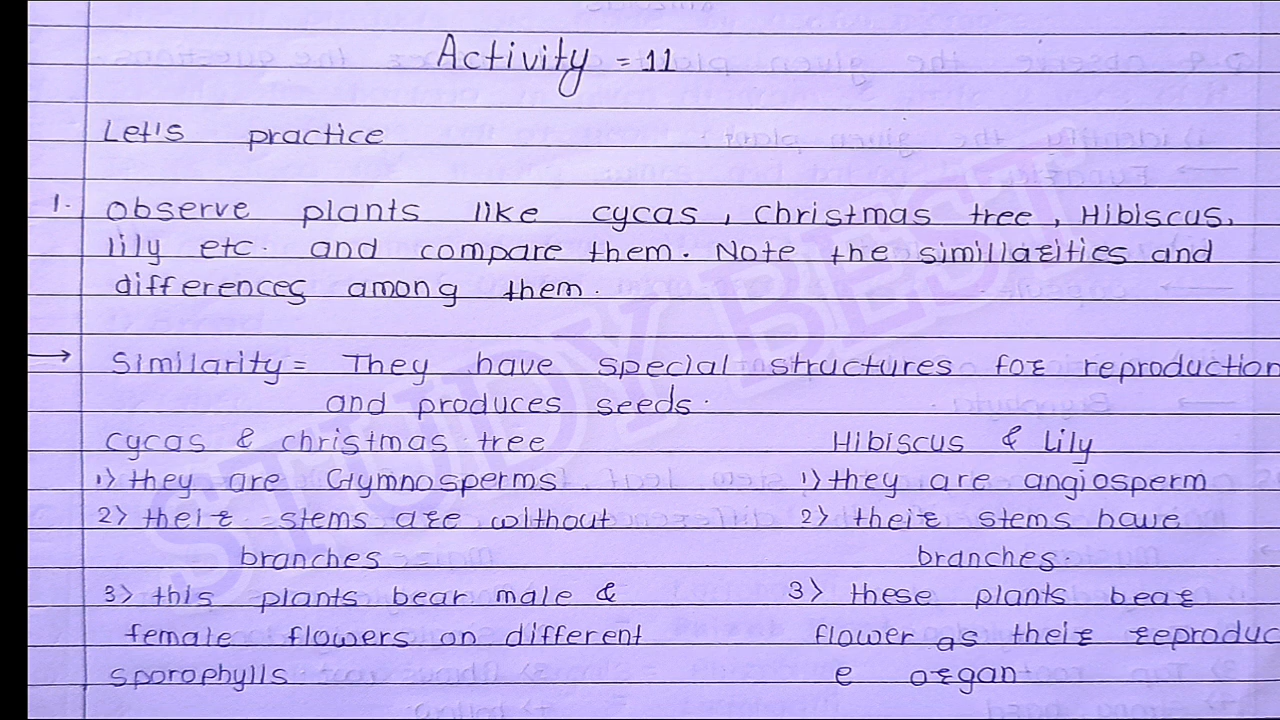 Activity = 11
Let's practice
1. Observe plants like cycas, christmas tree, Hibiscus,
lily etc. and compare them. Note the simillarities and
differences among them.
→ Similarity = They have special structures for reproduction
and produces seeds.
cycas & christmas tree
1) they are Gymnosperms
2) their stems are without
branches
3) this plants bear male &
female flowers on different
sporophylls
Hibiscus & Lily
1) they are angiosperm
2) their stems have
branches
3) these plants bear
flower as their reproduc
e organ
STUDY BEST